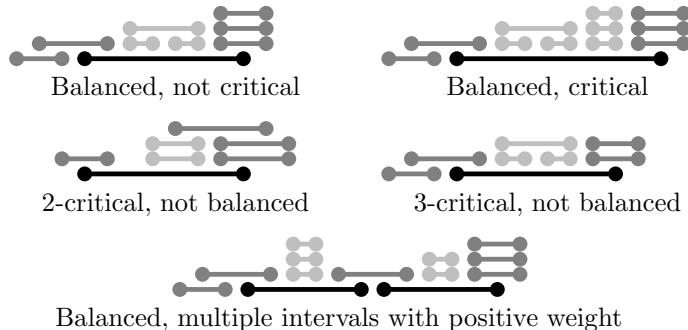 Balanced, not critical
Balanced, critical
2-critical, not balanced
3-critical, not balanced
Balanced, multiple intervals with positive weight